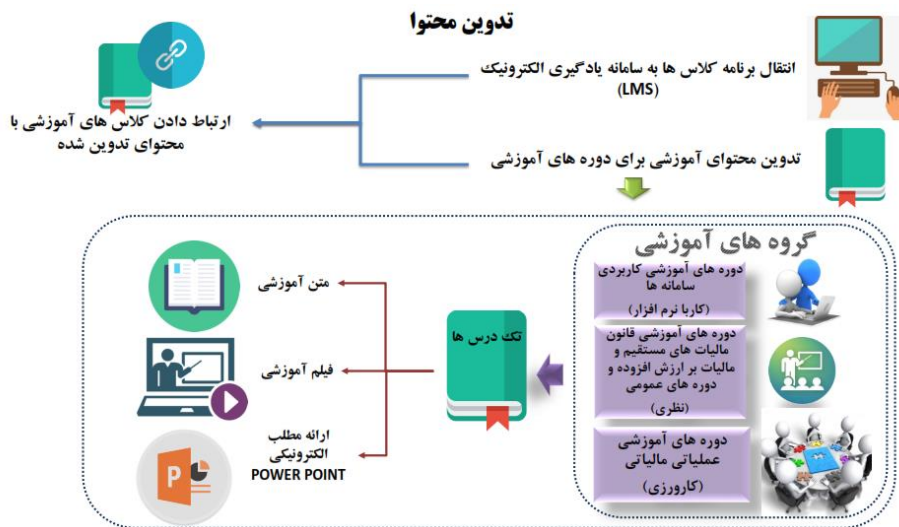 تدوین محتوا
انتقال برنامه کلاس ها به سامانه یادگیری الکترونیک
(LMS)
ارتباط دادن کلاس های آموزشی با
محتوای تدوین شده
تدوین محتوای آموزشی برای دوره های آموزشی
گروه های آموزشی
دوره های آموزشی کاربردی
سامانه ها
(کاربا نرم افزار)
دوره های آموزشی قانون
مالیات های مستقیم و
مالیات بر ارزش افزوده و
دوره های عمومی
(نظری)
دوره های آموزشی
عملیاتی مالیاتی
(کارورزی)
تک درس ها
متن آموزشی
فیلم آموزشی
ارائه مطلب
الکترونیکی
POWER POINT
P